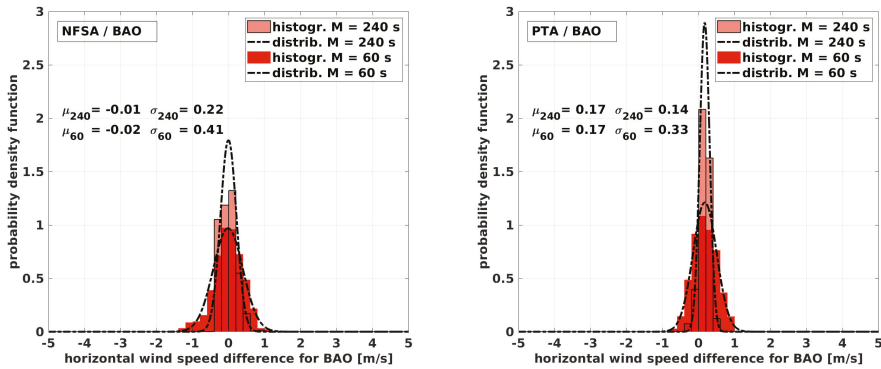 NFSA / BAO
histogr. M = 240 s
distrib. M = 240 s
histogr. M = 60 s
distrib. M = 60 s
μ240= -0.01 σ240= 0.22
μ60 = -0.02 σ60 = 0.41
probability density function
3
2.5
2
1.5
1
0.5
0
-5 -4 -3 -2 -1 0 1 2 3 4 5
horizontal wind speed difference for BAO [m/s]
PTA / BAO
histogr. M = 240 s
distrib. M = 240 s
histogr. M = 60 s
distrib. M = 60 s
μ240= 0.17 σ240= 0.14
μ60 = 0.17 σ60 = 0.33
probability density function
3
2.5
2
1.5
1
0.5
0
-5 -4 -3 -2 -1 0 1 2 3 4 5
horizontal wind speed difference for BAO [m/s]